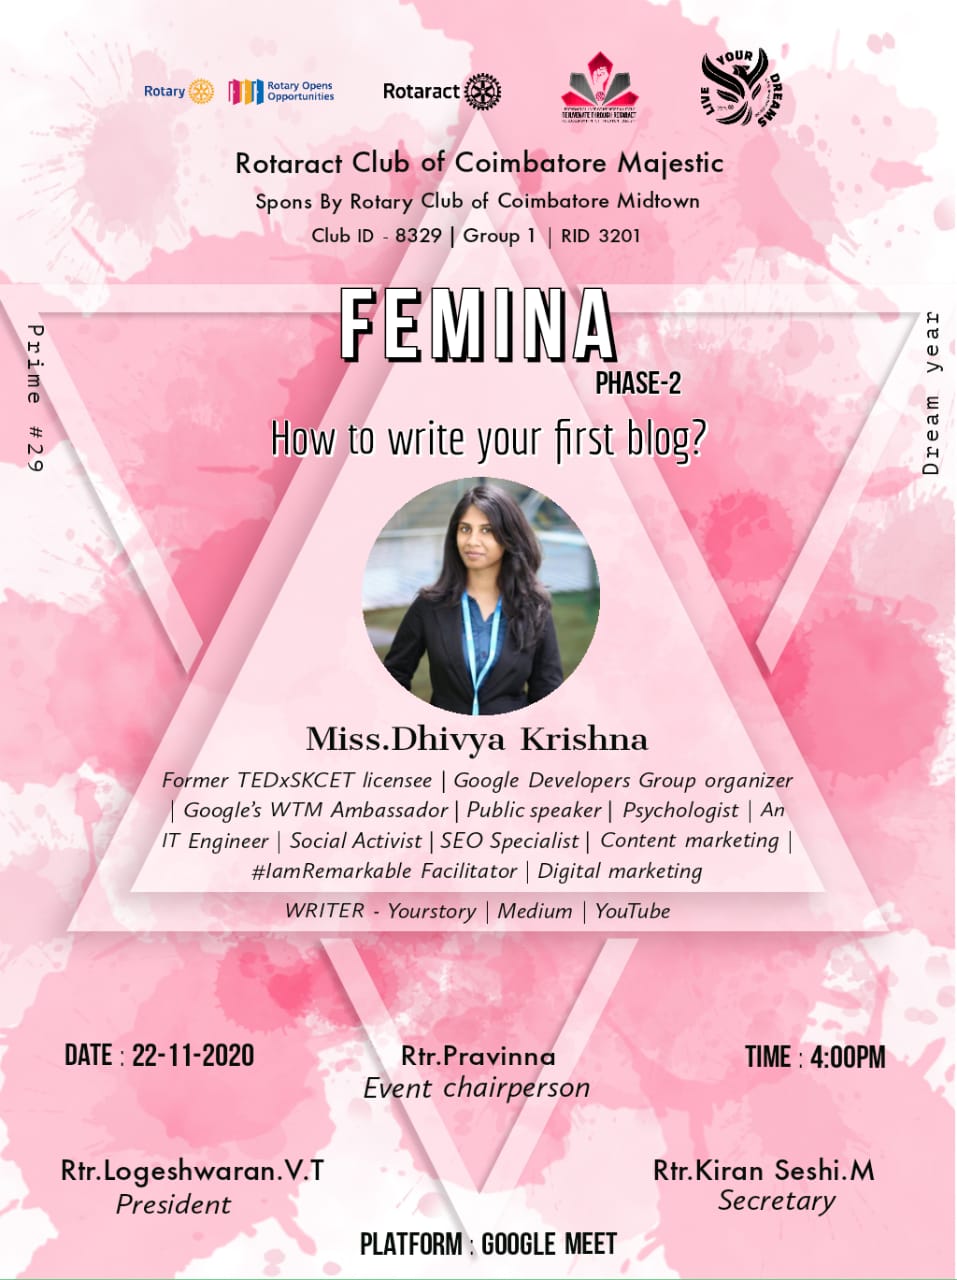 Rotary
Rotary Opens
Opportunities
Rotaract
REJUVENATE THROUGH ROTARACT
LIVE YOUR DREAMS
Rotaract Club of Coimbatore Majestic
Spons By Rotary Club of Coimbatore Midtown
Club ID - 8329 | Group 1 | RID 3201
FEMINA
PHASE-2
Prime #29
Dream year
How to write your first blog?
Miss.Dhivya Krishna
Former TEDxSKCET licensee | Google Developers Group organizer
| Google's WTM Ambassador | Public speaker | Psychologist | An
IT Engineer | Social Activist | SEO Specialist | Content marketing |
#IamRemarkable Facilitator | Digital marketing
WRITER - Yourstory | Medium | YouTube
DATE : 22-11-2020
Rtr.Pravinna
Event chairperson
TIME : 4:00PM
Rtr.Logeshwaran.V.T
President
Rtr.Kiran Seshi.M
Secretary
PLATFORM : GOOGLE MEET